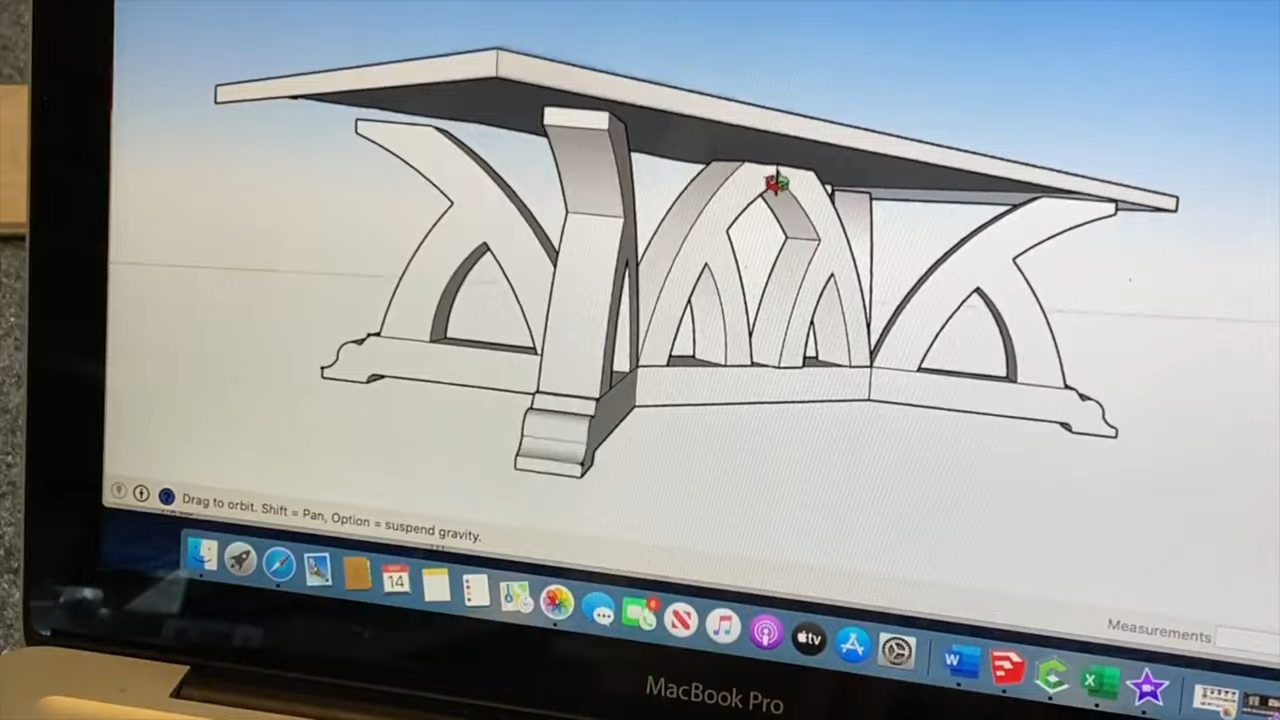 Drag to orbit. Shift = Pan, Option = suspend gravity.
Measurements
14
tv
W
X
MacBook Pro